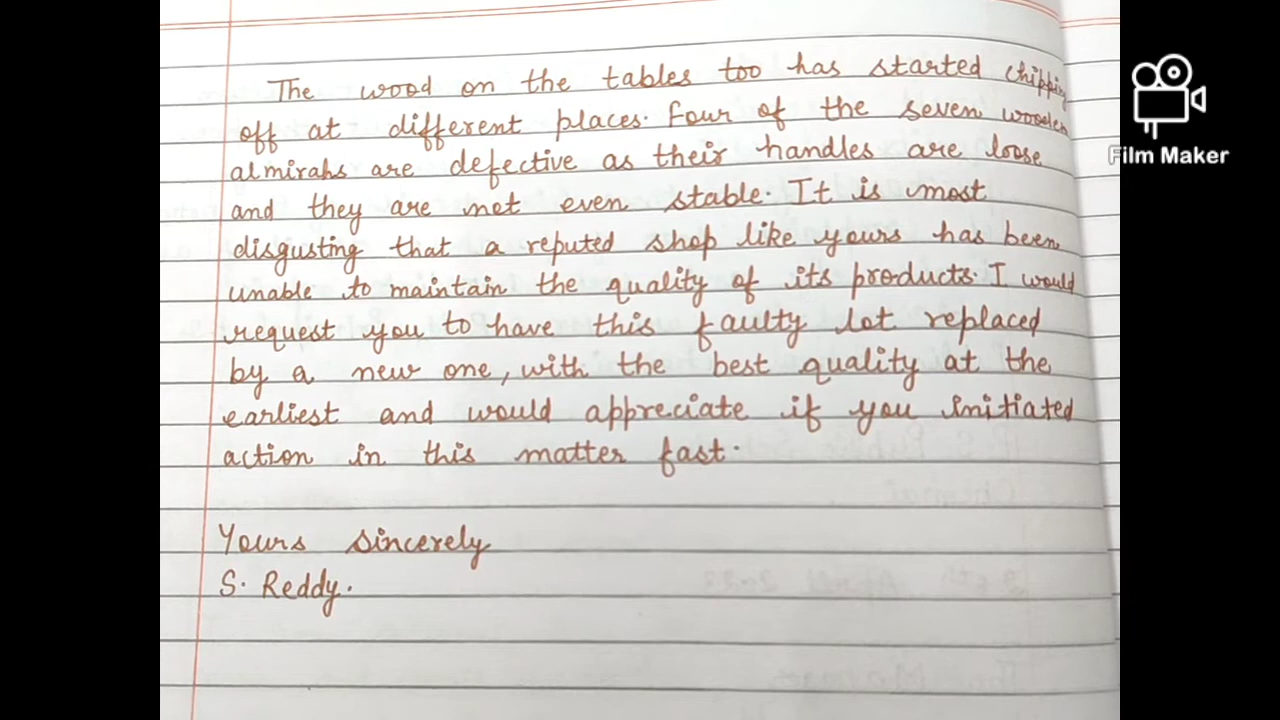 The wood on the tables too has started chipping
off at different places. Four of the seven wooden
almirahs are defective as their handles are loose
and they are not even stable. It is most
disgusting that a reputed shop like yours has been
unable to maintain the quality of its products. I would
request you to have this faulty lot replaced
by a new one, with the best quality at the
earliest and would appreciate if you initiated
action in this matter fast.
Yours sincerely
S. Reddy.
Film Maker